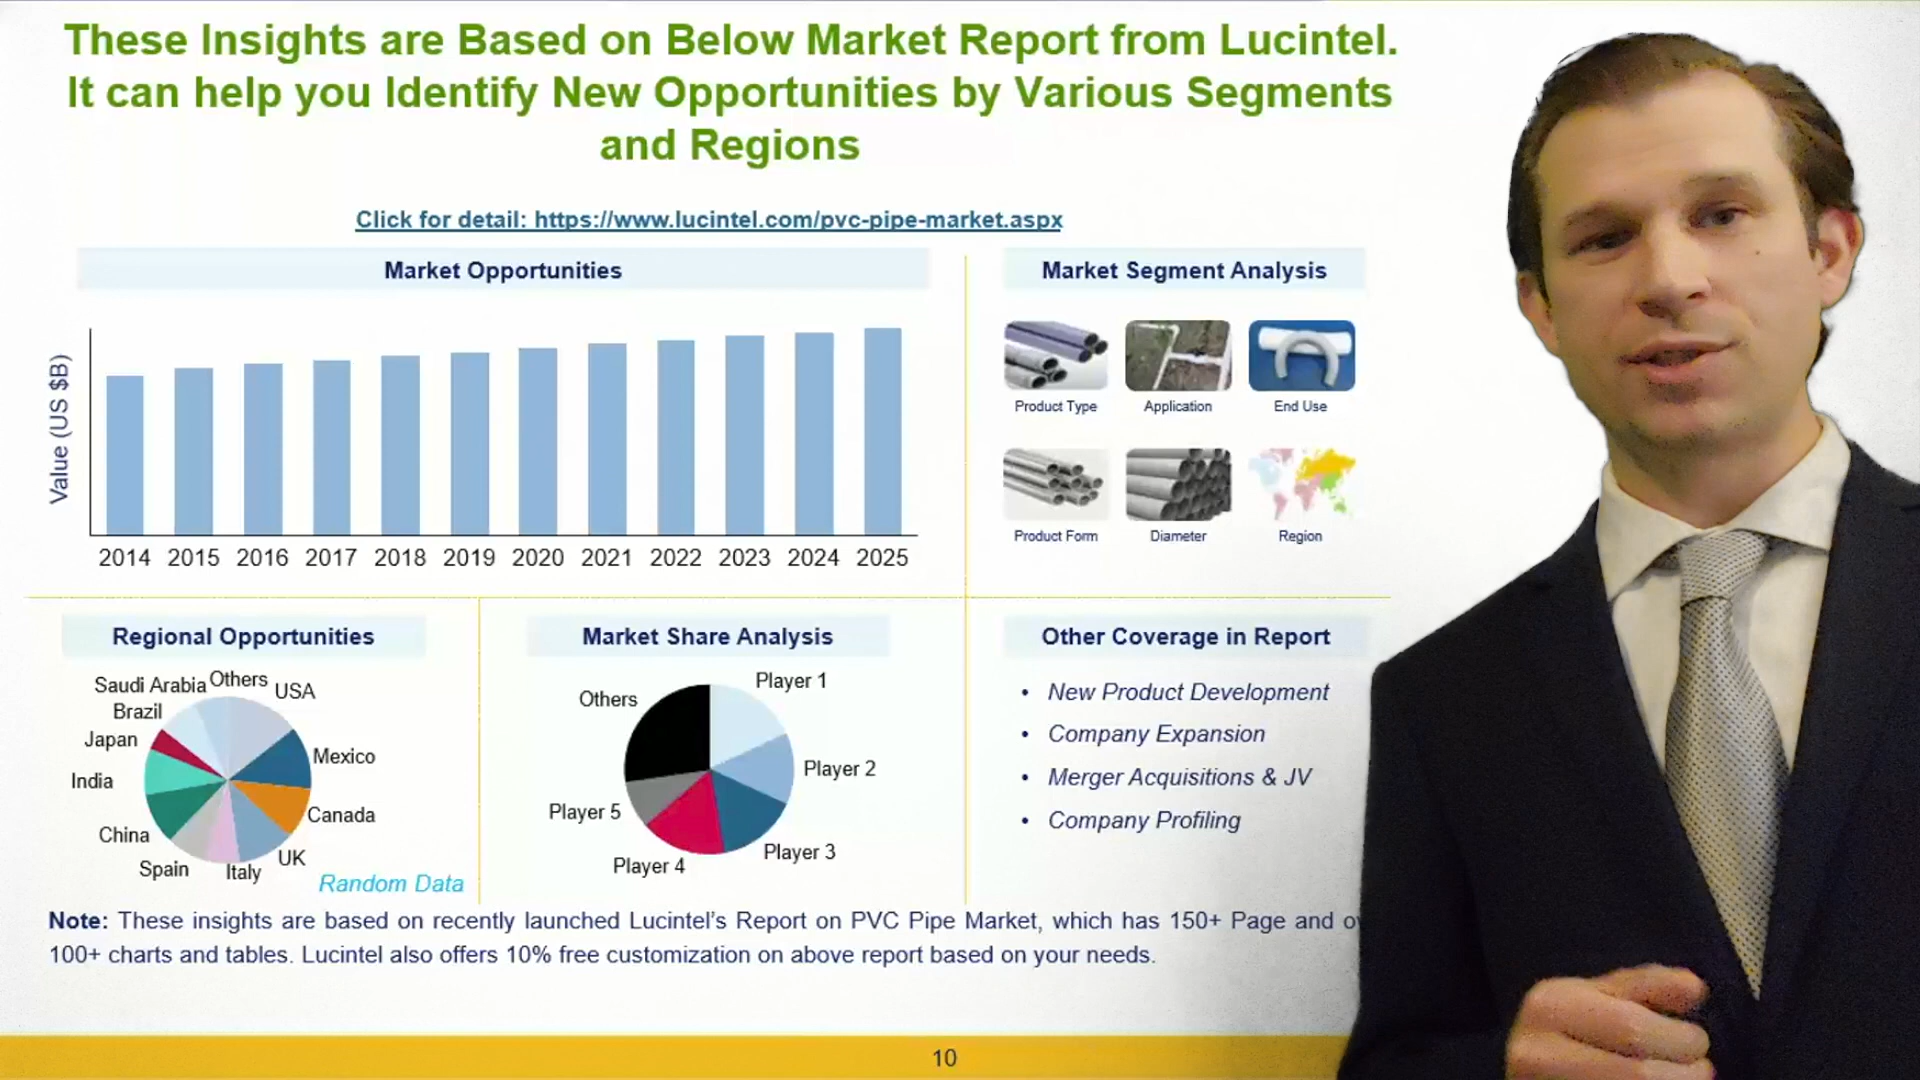 These Insights are Based on Below Market Report from Lucintel.
It can help you Identify New Opportunities by Various Segments
and Regions
Click for detail: https://www.lucintel.com/pvc-pipe-market.aspx
Market Opportunities
Value (US $B)
2014 2015 2016 2017 2018 2019 2020 2021 2022 2023 2024 2025
Market Segment Analysis
Product Type Application End Use
Product Form Diameter Region
Regional Opportunities
Saudi Arabia Others USA
Brazil
Japan
Mexico
India
Canada
China
UK
Spain
Italy
Random Data
Market Share Analysis
Player 1
Others
Player 2
Player 5
Player 3
Player 4
Other Coverage in Report
• New Product Development
• Company Expansion
• Merger Acquisitions & JV
• Company Profiling
Note: These insights are based on recently launched Lucintel's Report on PVC Pipe Market, which has 150+ Page and
100+ charts and tables. Lucintel also offers 10% free customization on above report based on your needs.
10